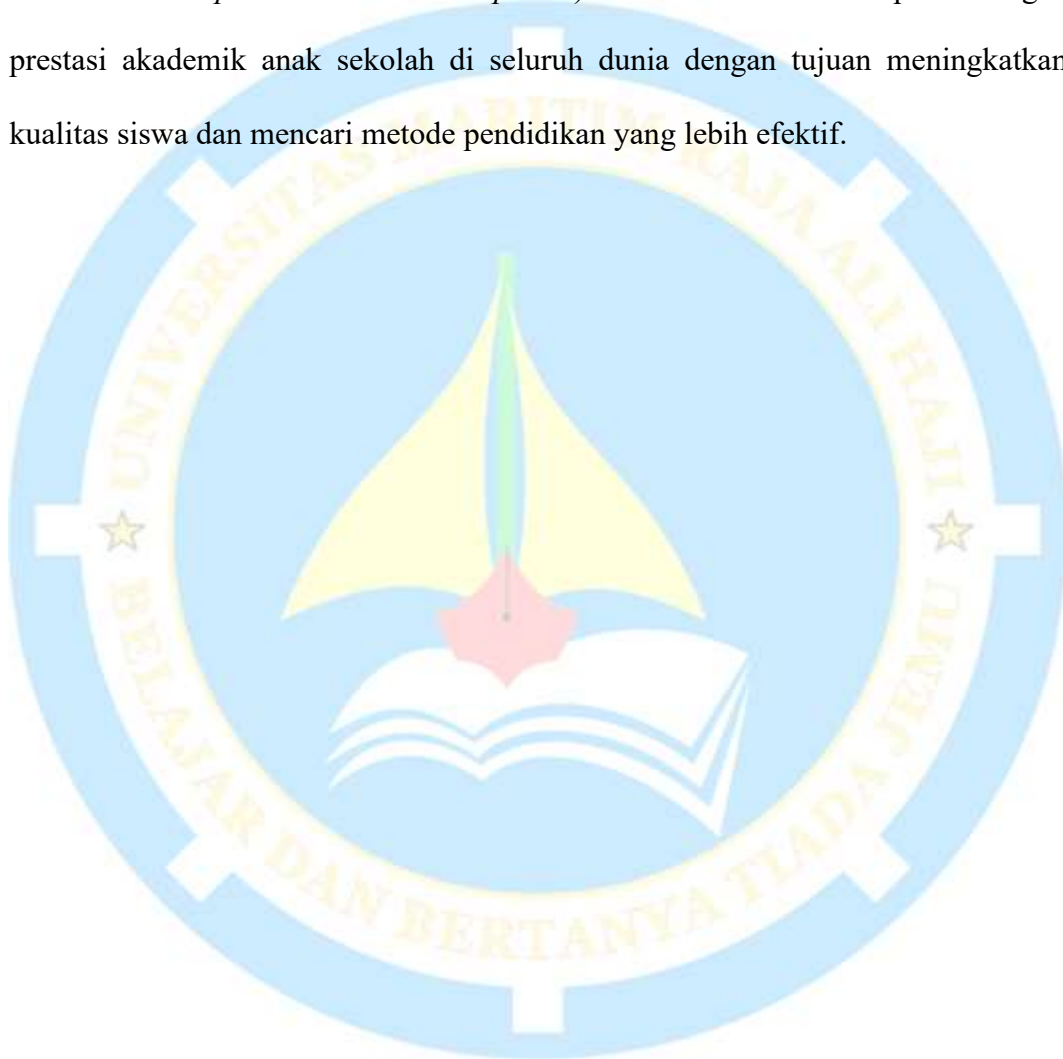 prestasi akademik anak sekolah di seluruh dunia dengan tujuan meningkatkan
kualitas siswa dan mencari metode pendidikan yang lebih efektif.
UNIVERSITAS MARITIM RAJA ALI HAJI
BELAJAR DAN BERTANYA TIADA JEMU